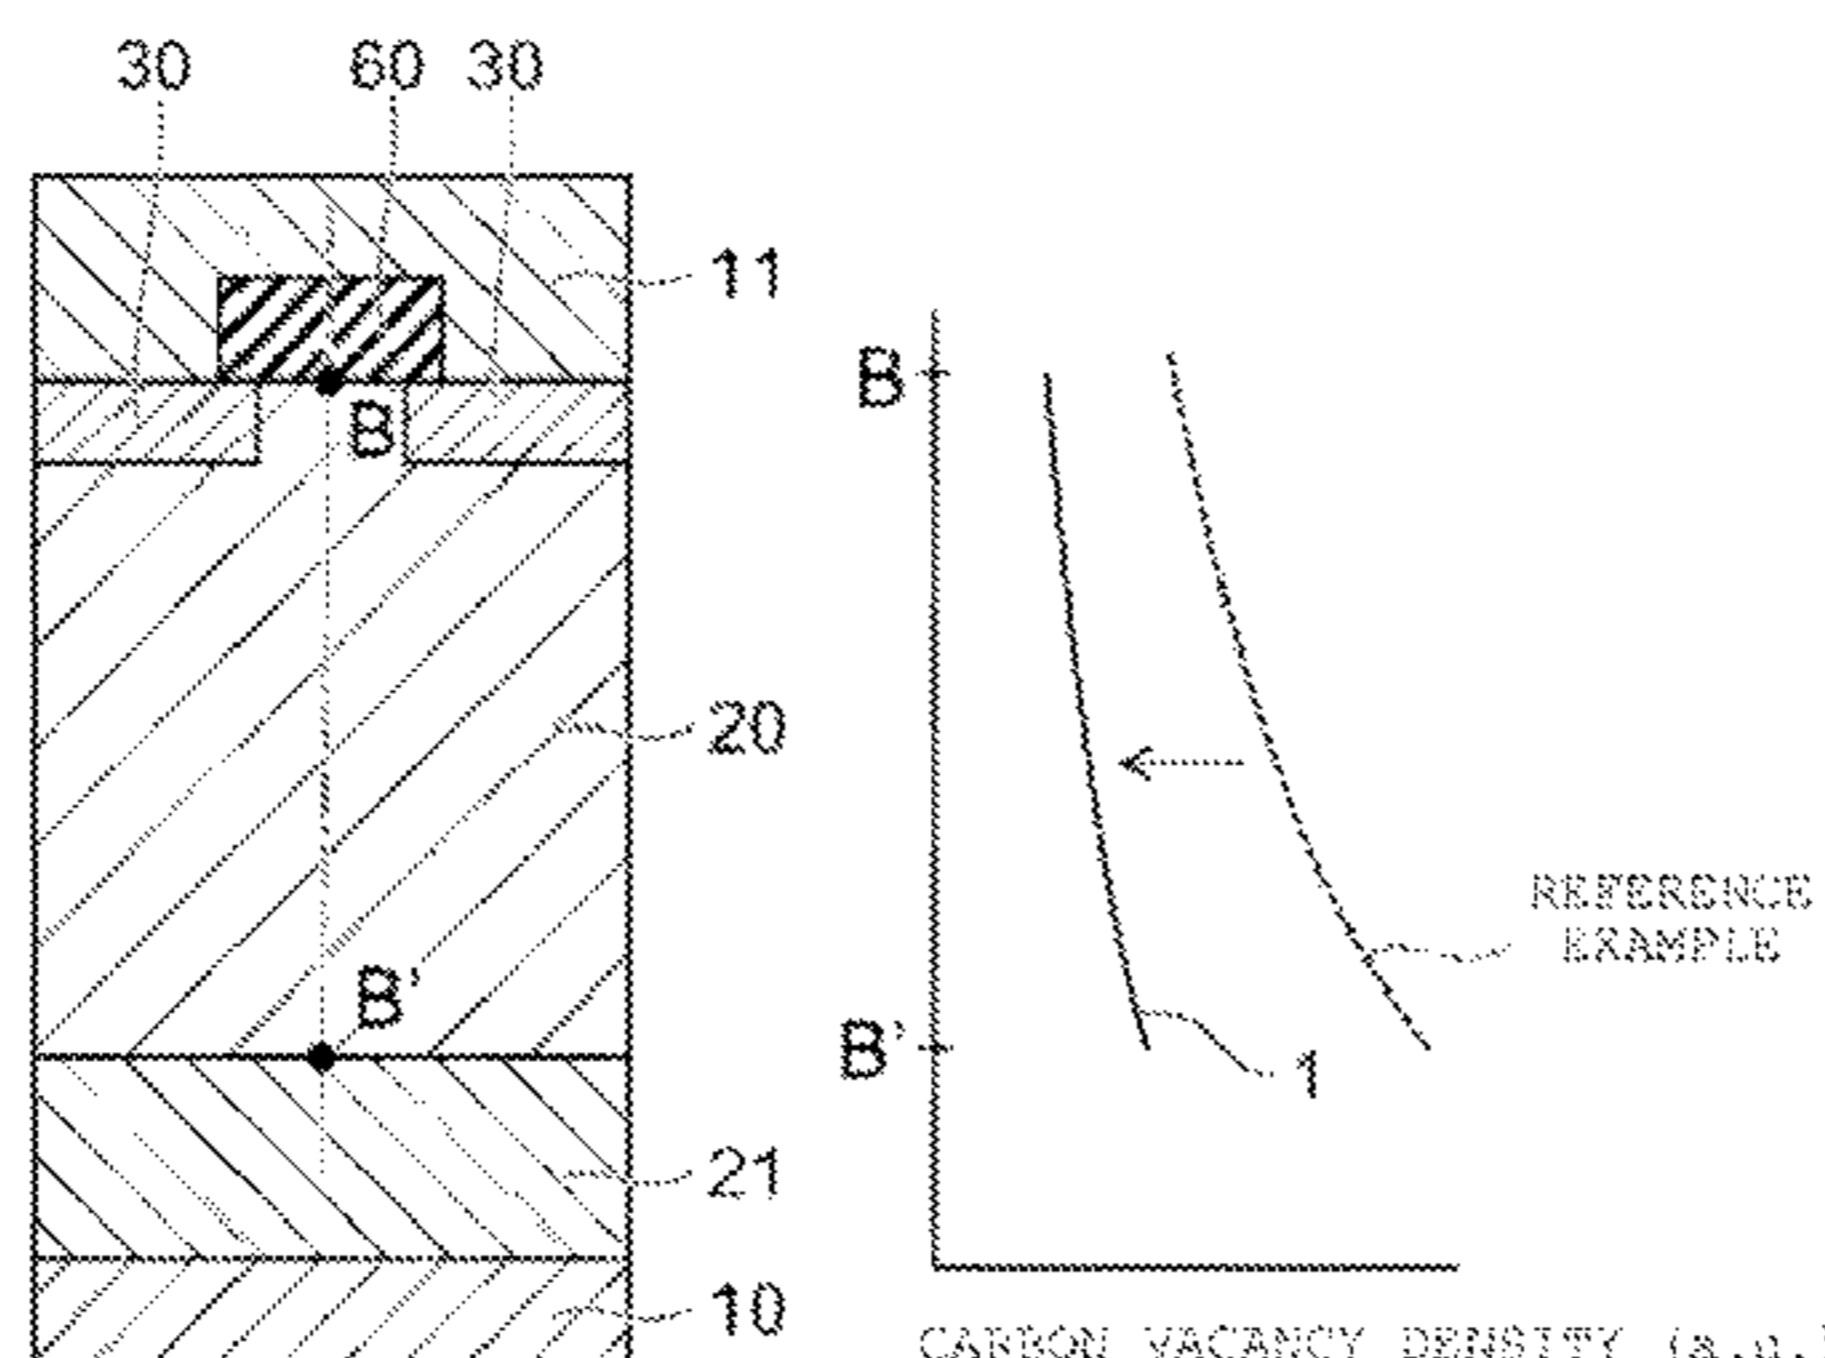 30 60 30
11
B
B
20
REFERENCE
EXAMPLE
B'
B'
1
21
10
CARBON VACANCY DENSITY (a.u.)